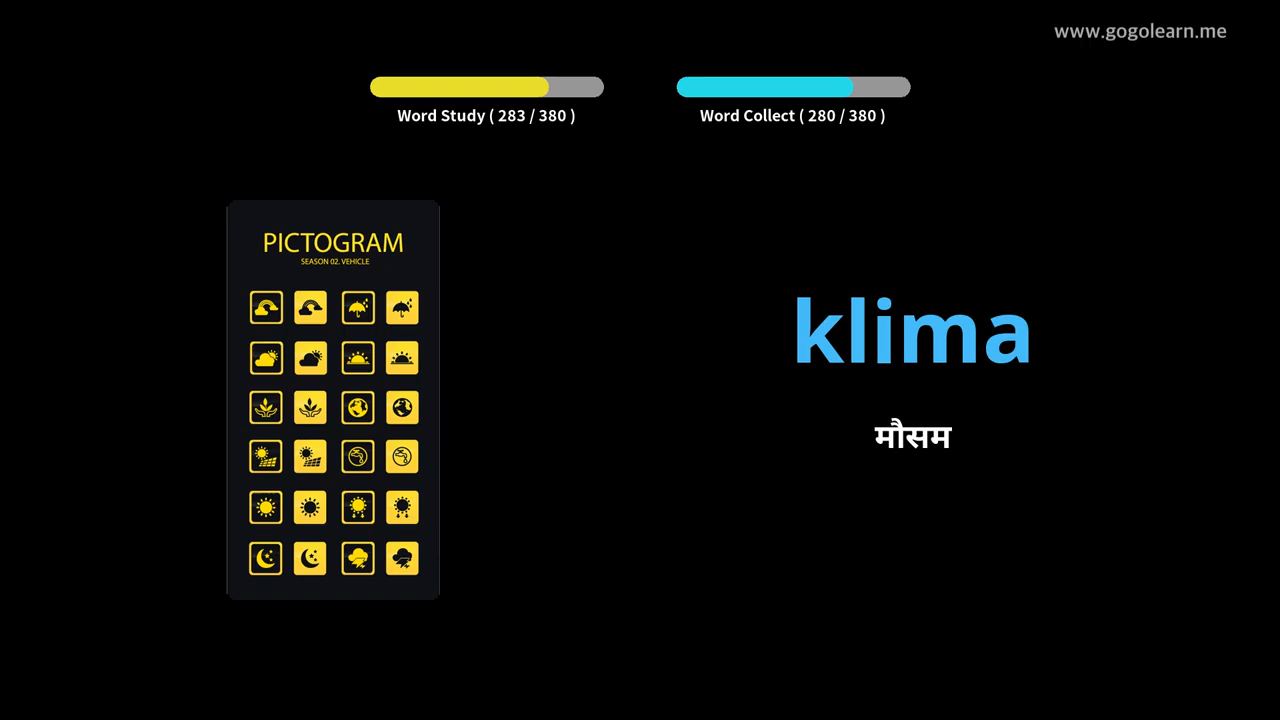 www.gogolearn.me
Word Study ( 283 / 380 )
Word Collect ( 280 / 380 )
PICTOGRAM
SEASON 02. VEHICLE
klima
मौसम